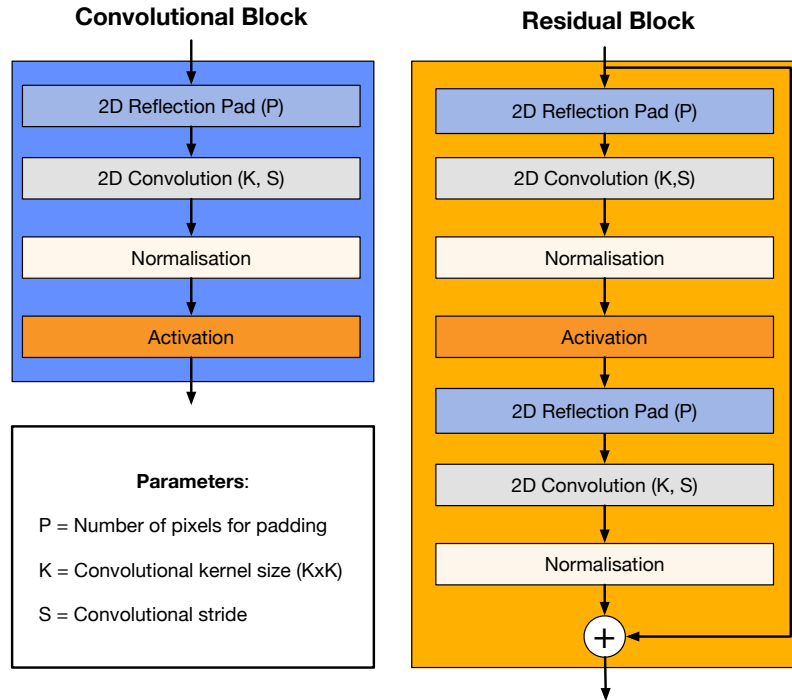 Convolutional Block
2D Reflection Pad (P)
2D Convolution (K, S)
Normalisation
Activation
Parameters:
P = Number of pixels for padding
K = Convolutional kernel size (KxK)
S = Convolutional stride
Residual Block
2D Reflection Pad (P)
2D Convolution (K,S)
Normalisation
Activation
2D Reflection Pad (P)
2D Convolution (K, S)
Normalisation
+